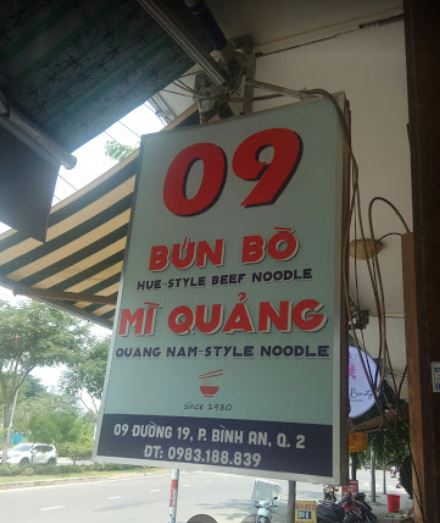 09
BÚN BÒ
HUE-STYLE BEEF NOODLE
MÌ QUẢNG
QUANG NAM-STYLE NOODLE
since 1980
09 ĐƯỜNG 19, P. BÌNH AN, Q. 2
ĐT: 0983.188.839
Beauty